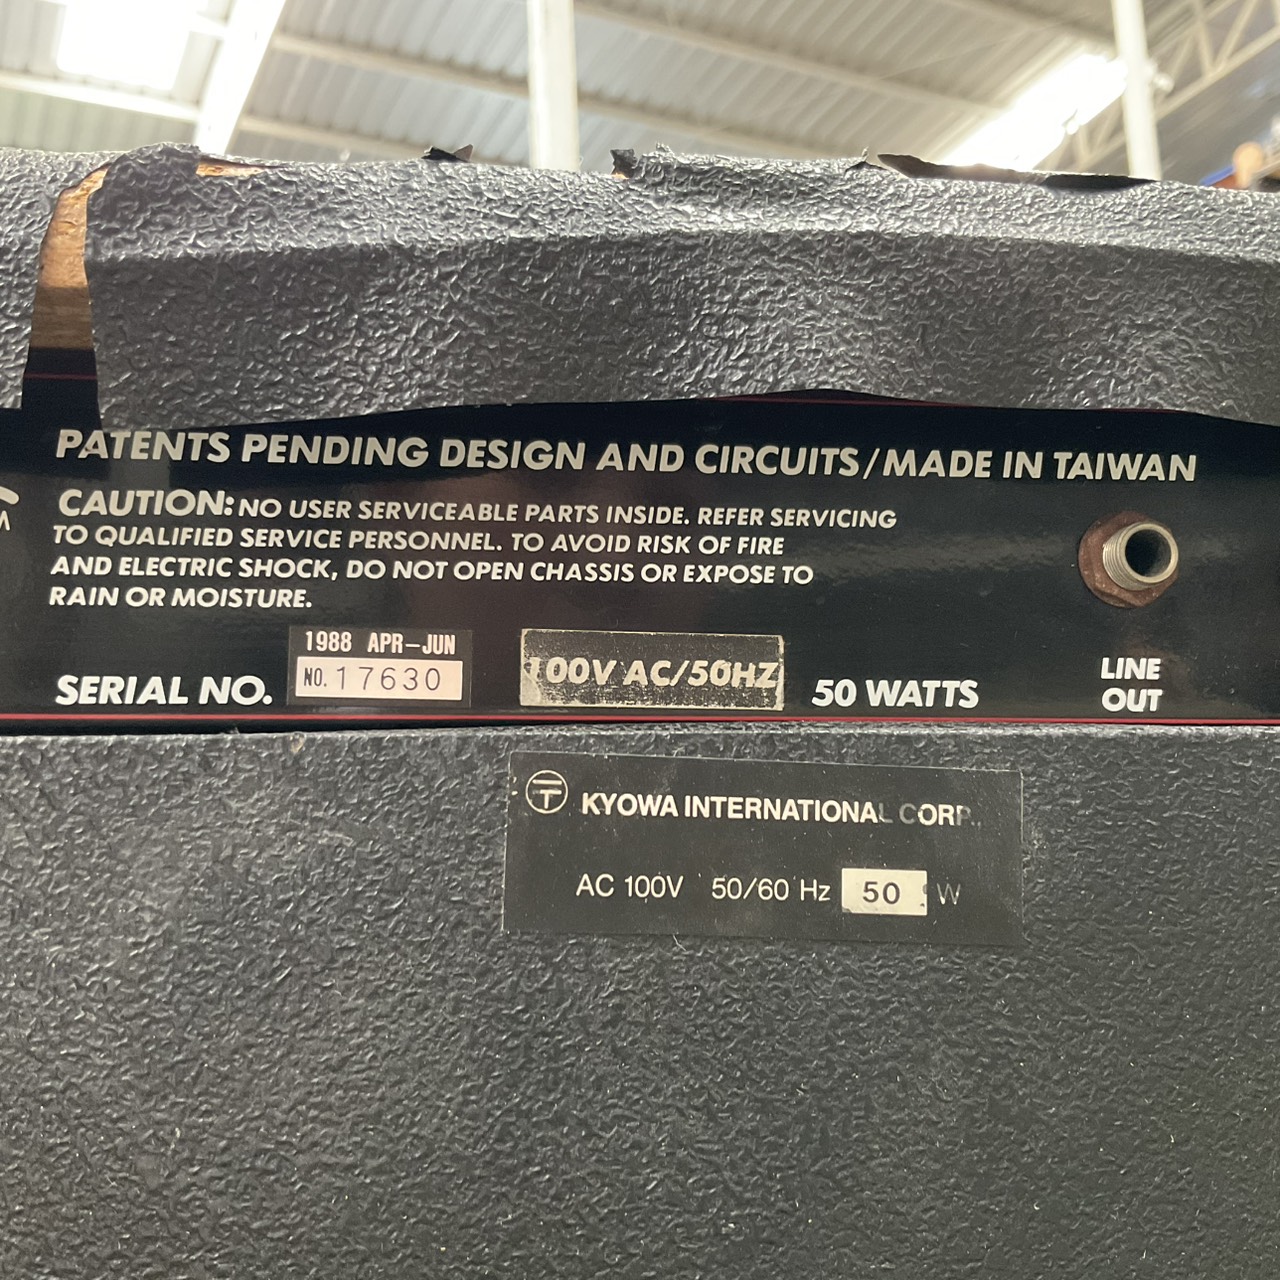 PATENTS PENDING DESIGN AND CIRCUITS/MADE IN TAIWAN
CAUTION: NO USER SERVICEABLE PARTS INSIDE. REFER SERVICING
TO QUALIFIED SERVICE PERSONNEL. TO AVOID RISK OF FIRE
AND ELECTRIC SHOCK, DO NOT OPEN CHASSIS OR EXPOSE TO
RAIN OR MOISTURE.
1988 APR-JUN
SERIAL NO. NO. 17630 100V AC/50HZ 50 WATTS
LINE
OUT
KYOWA INTERNATIONAL CORP.
AC 100V 50/60 Hz 50 W